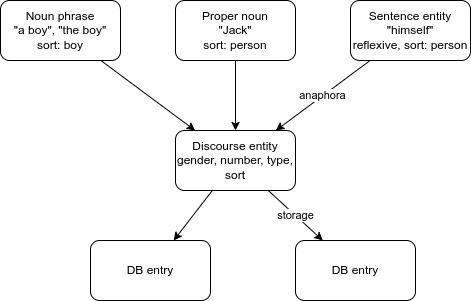 Noun phrase
"a boy", "the boy"
sort: boy
Proper noun
"Jack"
sort: person
Sentence entity
"himself"
reflexive, sort: person
anaphora
Discourse entity
gender, number, type,
sort
storage
DB entry
DB entry